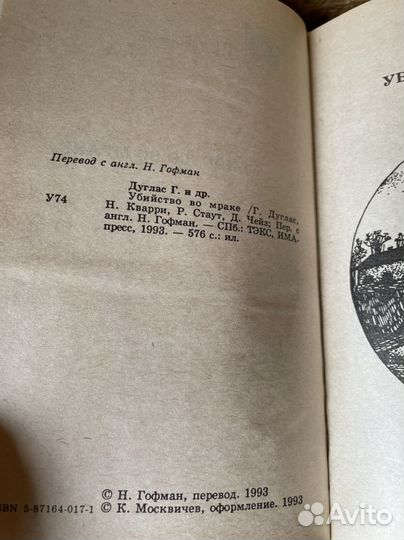 УБ
Перевод с англ. Н. Гофман
Дуглас Г. и др.
У74 Убийство во мраке /Г. Дуглас,
Н. Кварри, Р. Стаут, Д. Чейз; Пер. с
англ. Н. Гофман. — СПб.: ТЭКС, ИМА-
пресс, 1993. — 576 с.: ил.
© Н. Гофман, перевод. 1993
BN 5-87164-017-1 © К. Москвичев, оформление. 1993
Avito